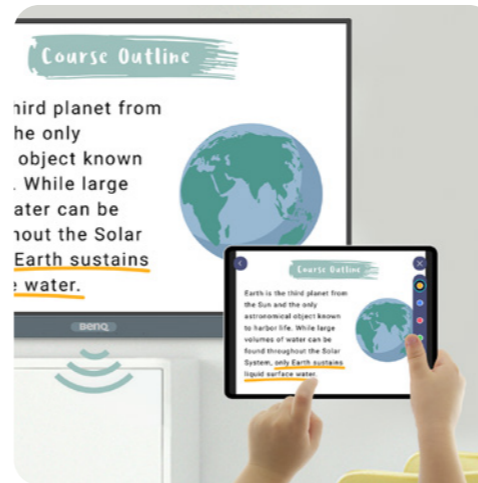 Course Outline
hird planet from
he only
object known
. While large
ater can be
hout the Solar
Earth sustains
water.
BenQ
Course Outline
Earth is the third planet from
the Sun and the only
astronomical object known
to harbor life. While large
volumes of water can be
found throughout the Solar
System, only Earth sustains
liquid surface water.